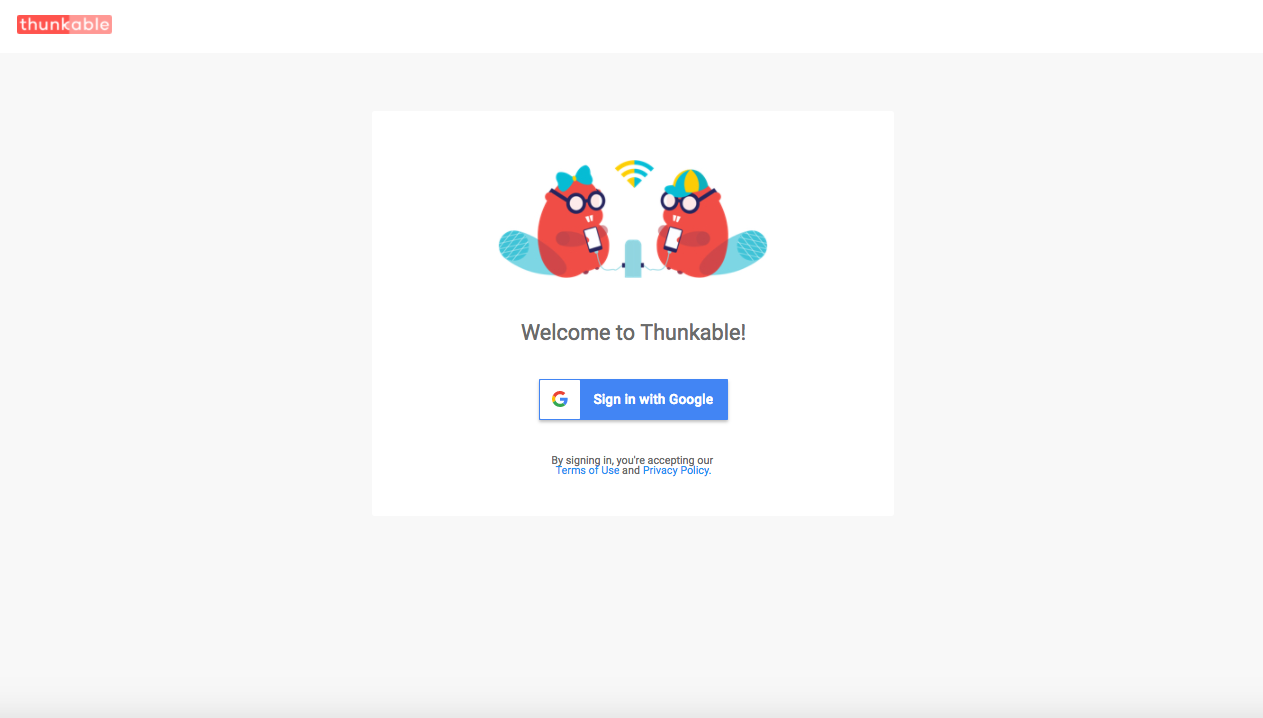 thunkable
Welcome to Thunkable!
Sign in with Google
By signing in, you're accepting our
Terms of Use and Privacy Policy.